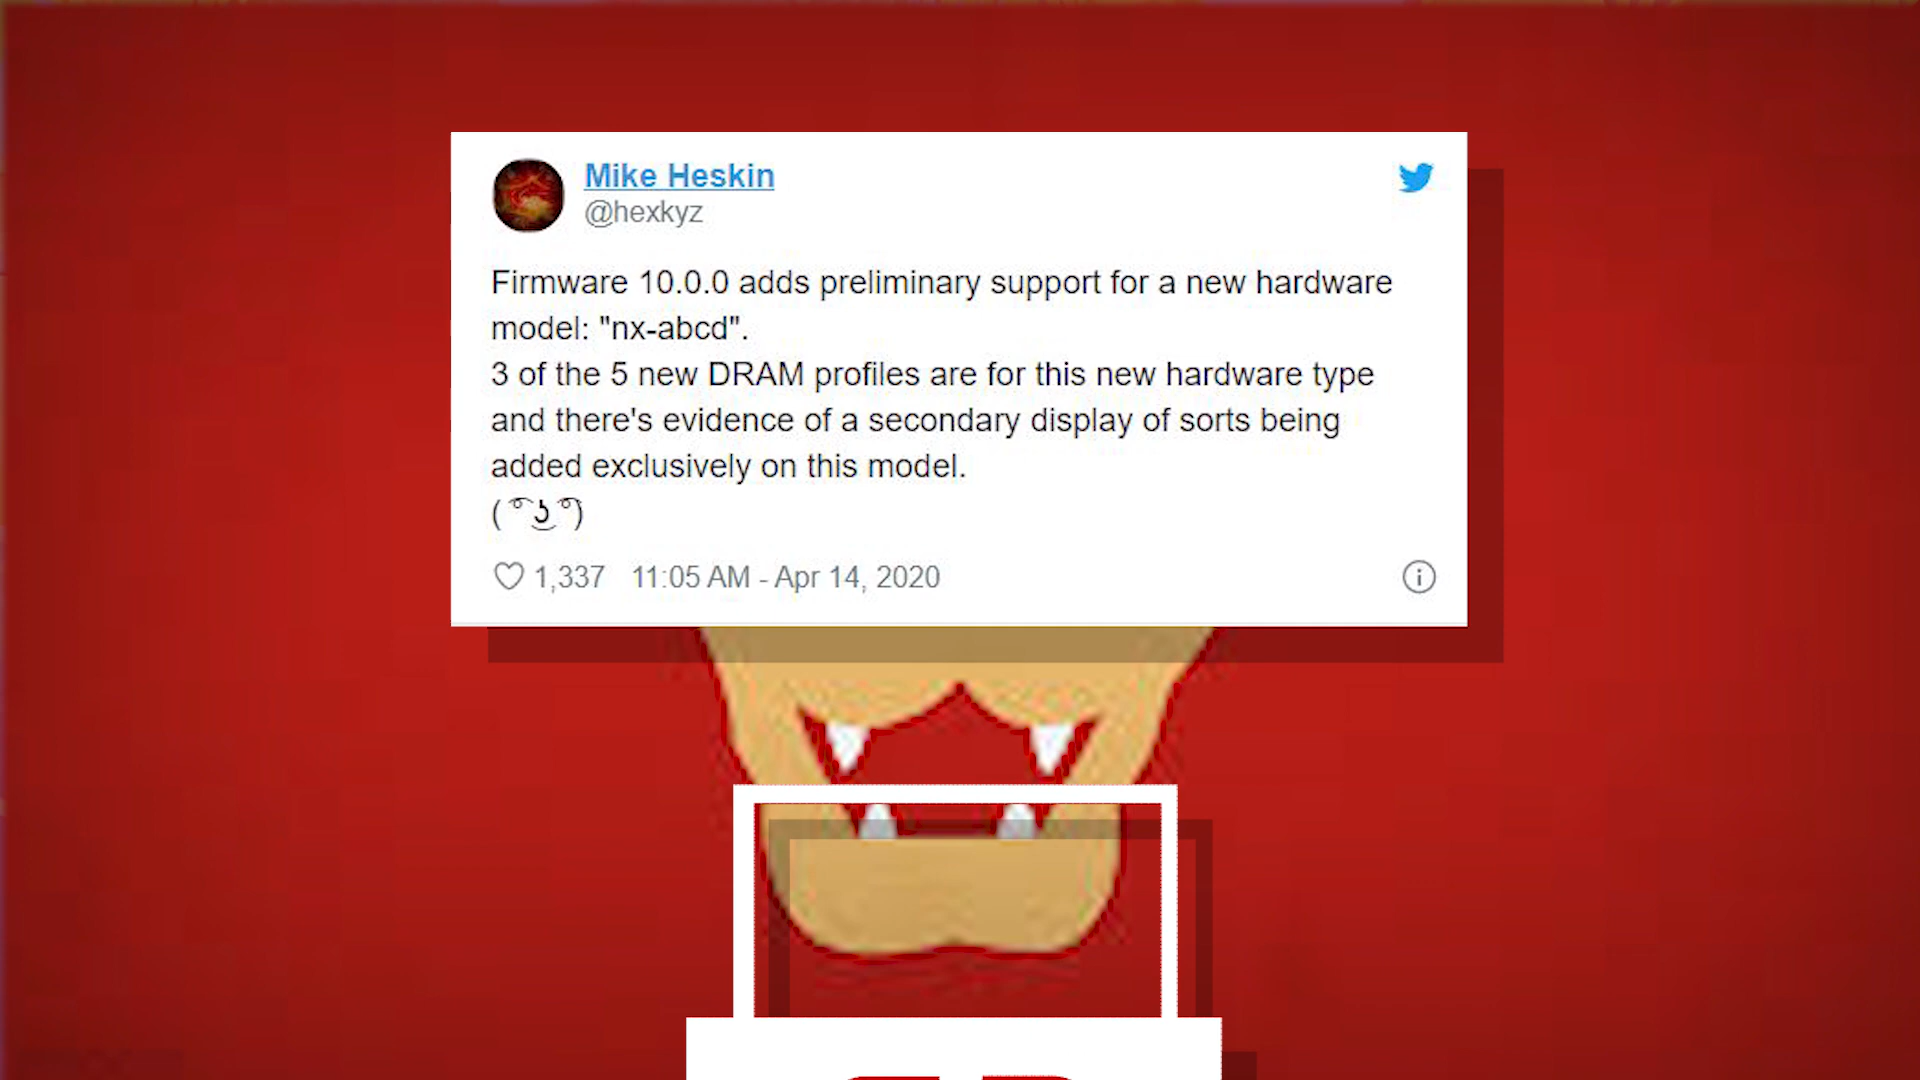 Mike Heskin
@hexkyz
Firmware 10.0.0 adds preliminary support for a new hardware
model: "nx-abcd".
3 of the 5 new DRAM profiles are for this new hardware type
and there's evidence of a secondary display of sorts being
added exclusively on this model.
( ͡° ͜ʖ ͡°)
1,337 11:05 AM - Apr 14, 2020